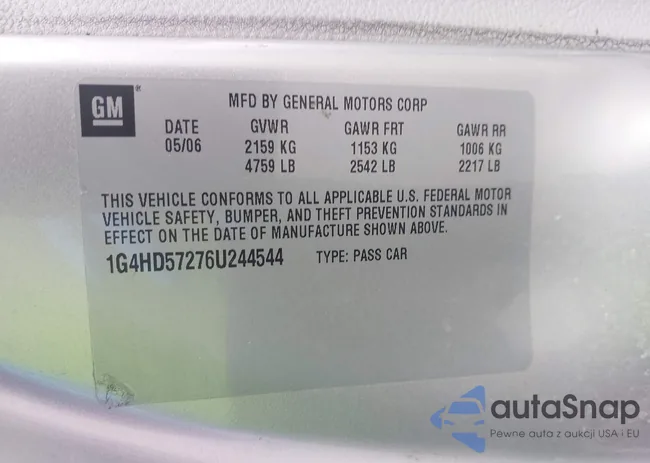 GM
MFD BY GENERAL MOTORS CORP
DATE GVWR GAWR FRT GAWR RR
05/06 2159 KG 1153 KG 1006 KG
4759 LB 2542 LB 2217 LB
THIS VEHICLE CONFORMS TO ALL APPLICABLE U.S. FEDERAL MOTOR
VEHICLE SAFETY, BUMPER, AND THEFT PREVENTION STANDARDS IN
EFFECT ON THE DATE OF MANUFACTURE SHOWN ABOVE.
1G4HD57276U244544 TYPE: PASS CAR
autaSnap
Pewne auta z aukcji USA i EU